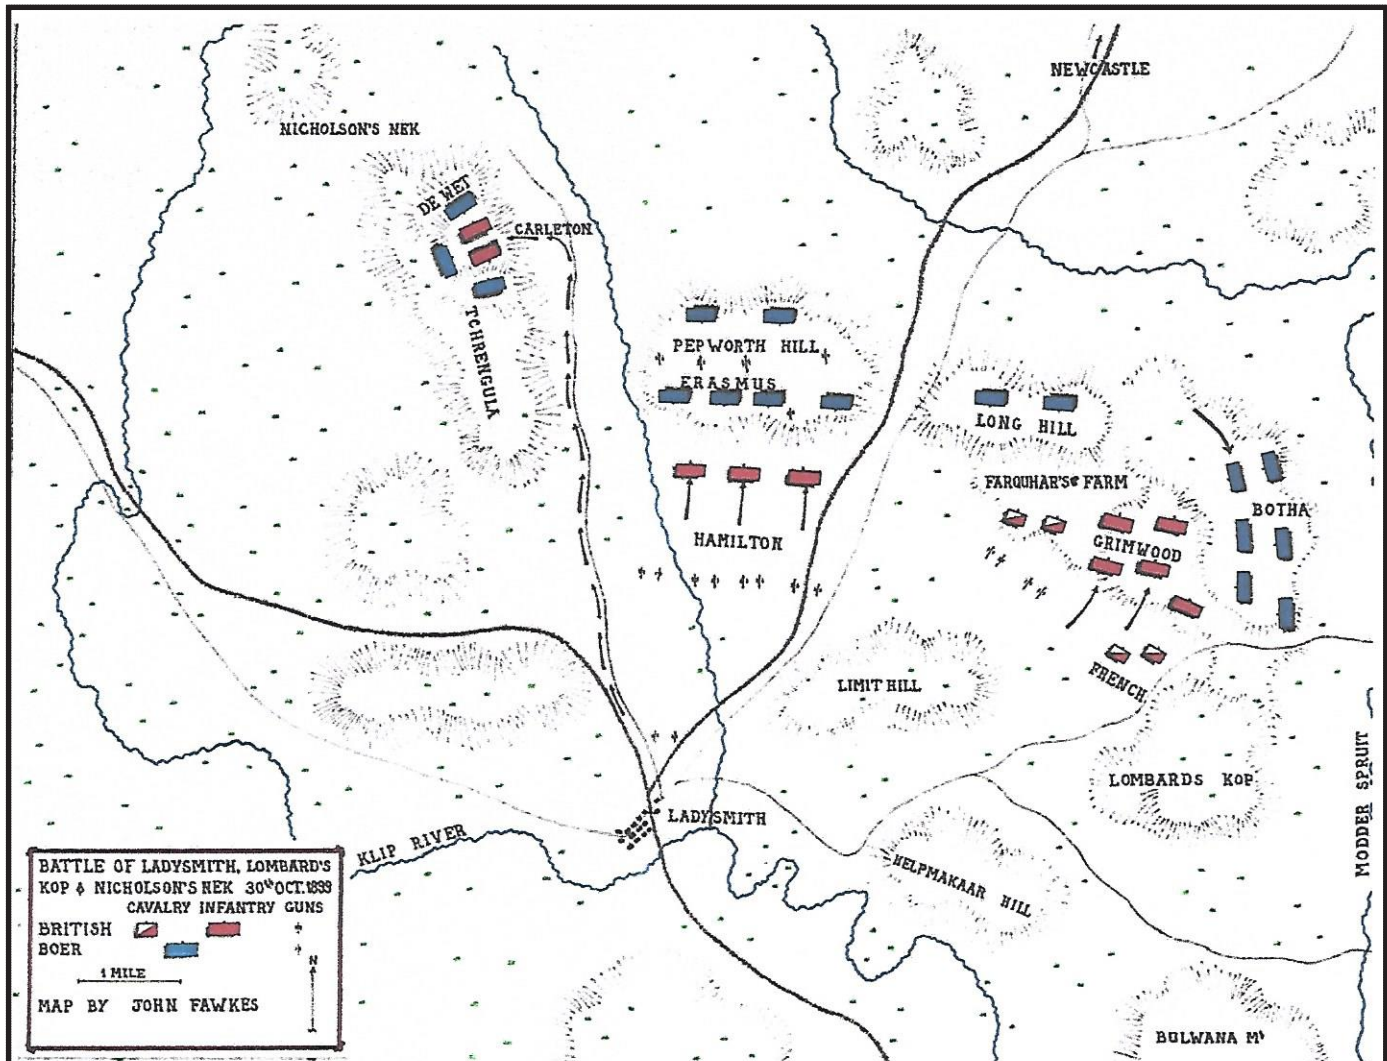 NEWCASTLE
NICHOLSON'S NEK
DE WET
CARLETON
TCHRENGULA
PEPWORTH HILL
ERASMUS
LONG HILL
FARQUHAR'S FARM
BOTHA
GRIMWOOD
HAMILTON
FRENCH
LIMIT HILL
LOMBARDS KOP
MODDER SPRUIT
LADYSMITH
KLIP RIVER
HELPMAKAAR HILL
BULWANA Mt
BATTLE OF LADYSMITH, LOMBARD'S
KOP & NICHOLSON'S NEK 30th OCT. 1899
CAVALRY INFANTRY GUNS
BRITISH
BOER
N
1 MILE
MAP BY JOHN FAWKES